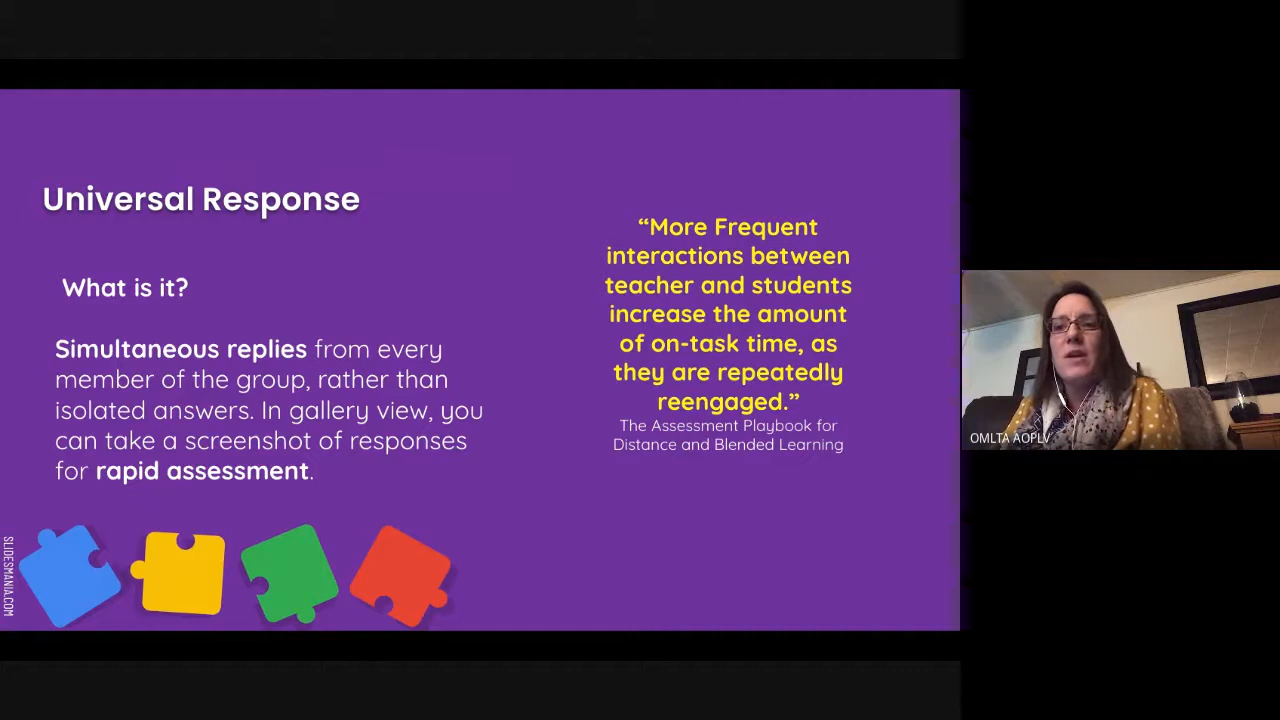 Universal Response
What is it?
Simultaneous replies from every
member of the group, rather than
isolated answers. In gallery view, you
can take a screenshot of responses
for rapid assessment.
“More Frequent
interactions between
teacher and students
increase the amount
of on-task time, as
they are repeatedly
reengaged.”
The Assessment Playbook for
Distance and Blended Learning
SLIDESMANIA.COM
OMLTA AOPLV